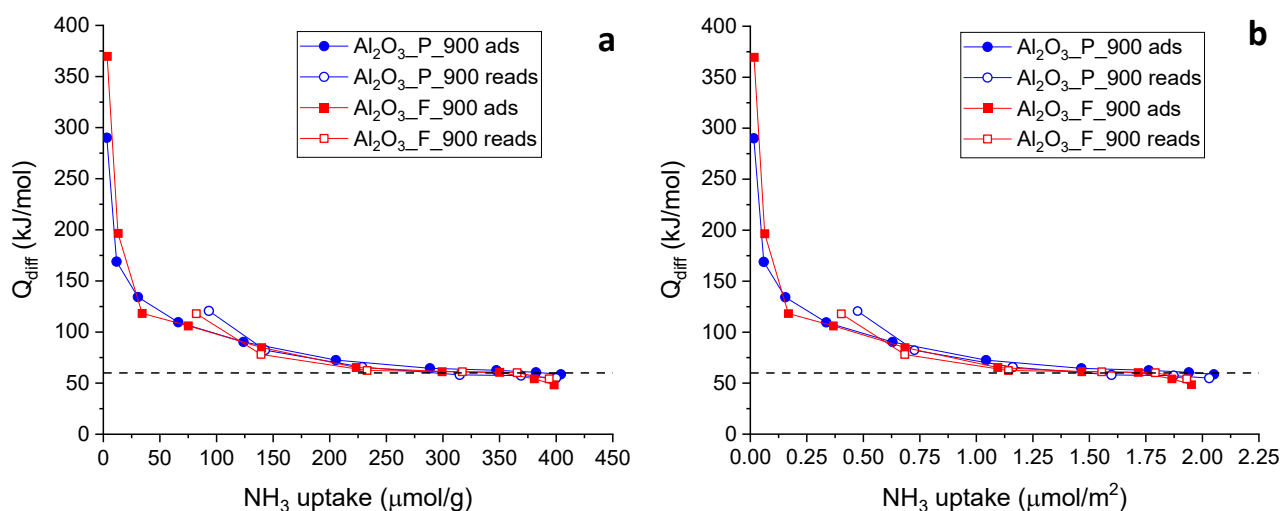 a
Al₂O₃_P_900 ads
Al₂O₃_P_900 reads
Al₂O₃_F_900 ads
Al₂O₃_F_900 reads
400
350
300
250
200
150
100
50
0
Q_diff (kJ/mol)
0 50 100 150 200 250 300 350 400 450
NH₃ uptake (μmol/g)
b
Al₂O₃_P_900 ads
Al₂O₃_P_900 reads
Al₂O₃_F_900 ads
Al₂O₃_F_900 reads
400
350
300
250
200
150
100
50
0
Q_diff (kJ/mol)
0.00 0.25 0.50 0.75 1.00 1.25 1.50 1.75 2.00 2.25
NH₃ uptake (μmol/m²)